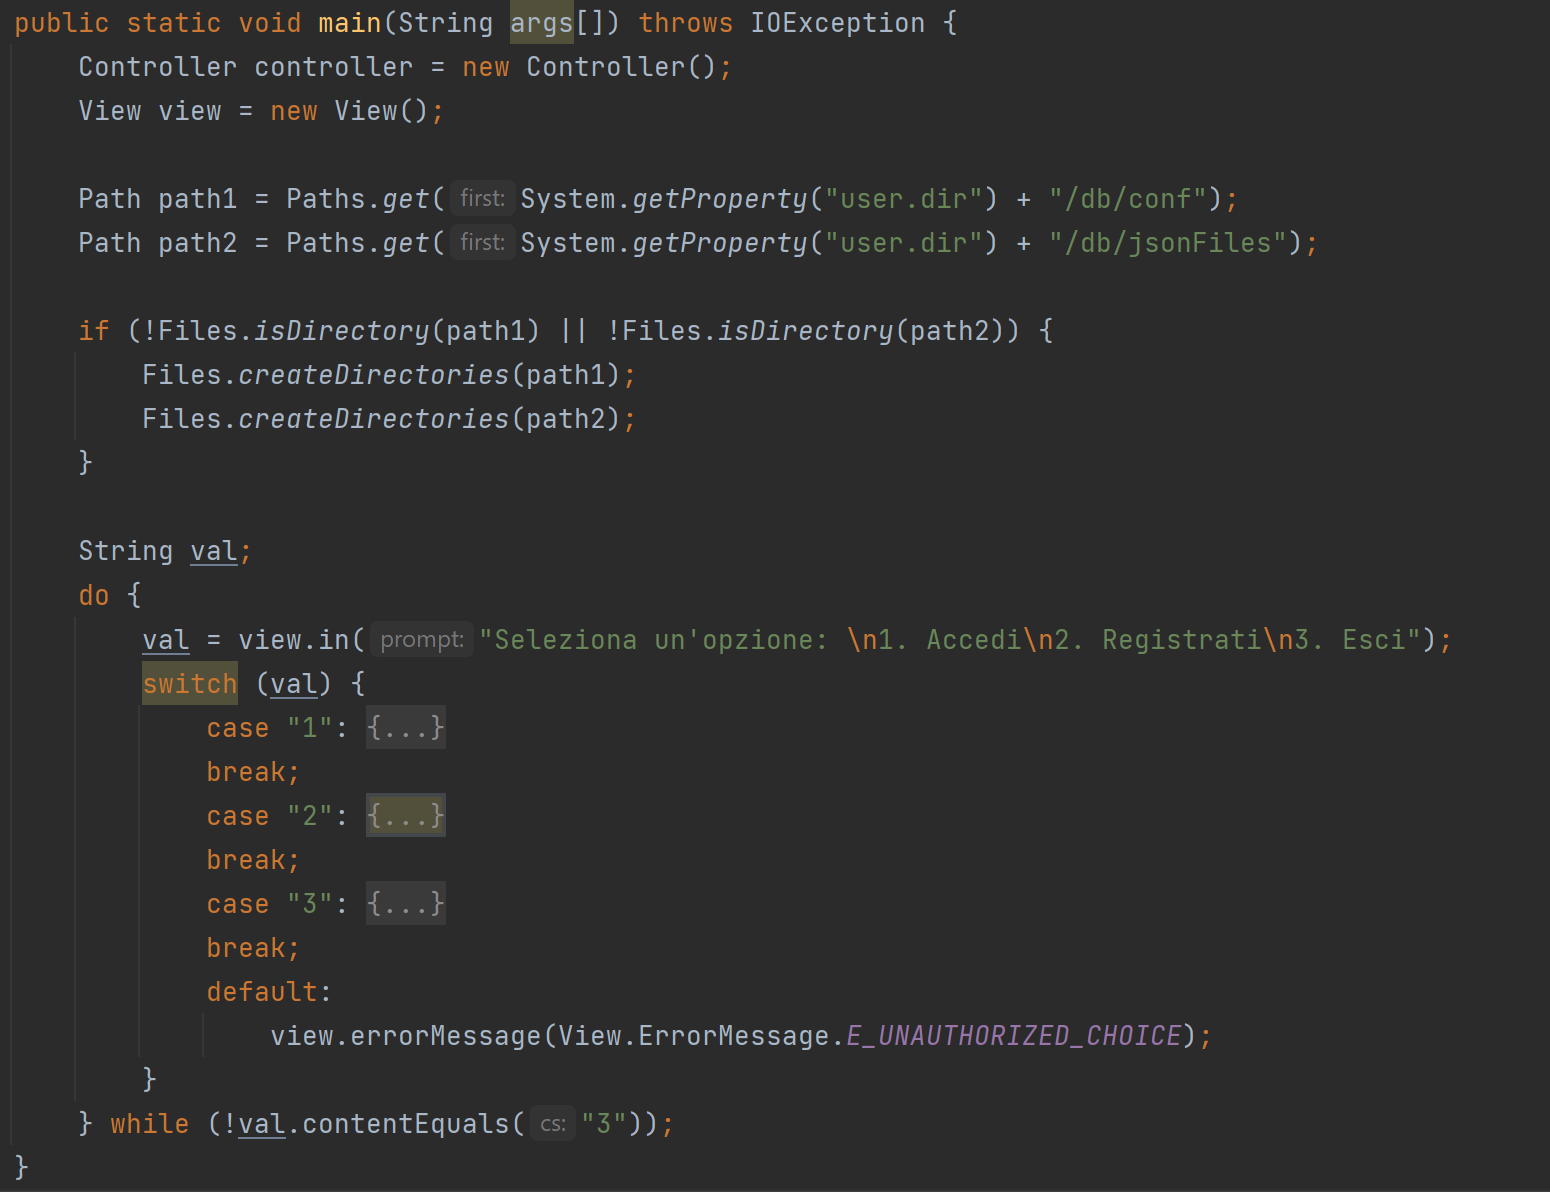 public static void main(String args[]) throws IOException {
    Controller controller = new Controller();
    View view = new View();

    Path path1 = Paths.get( first: System.getProperty("user.dir") + "/db/conf");
    Path path2 = Paths.get( first: System.getProperty("user.dir") + "/db/jsonFiles");

    if (!Files.isDirectory(path1) || !Files.isDirectory(path2)) {
        Files.createDirectories(path1);
        Files.createDirectories(path2);
    }

    String val;
    do {
        val = view.in( prompt: "Seleziona un'opzione: \n1. Accedi\n2. Registrati\n3. Esci");
        switch (val) {
            case "1": {...}
            break;
            case "2": {...}
            break;
            case "3": {...}
            break;
            default:
                view.errorMessage(View.ErrorMessage.E_UNAUTHORIZED_CHOICE);
        }
    } while (!val.contentEquals( cs: "3"));
}